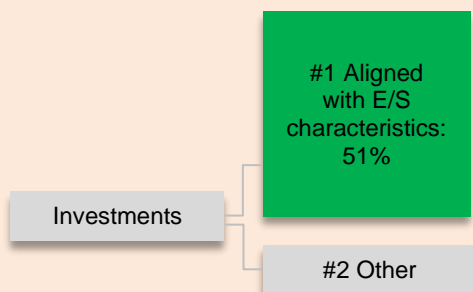 #1 Aligned
with E/S
characteristics:
51%
Investments
#2 Other